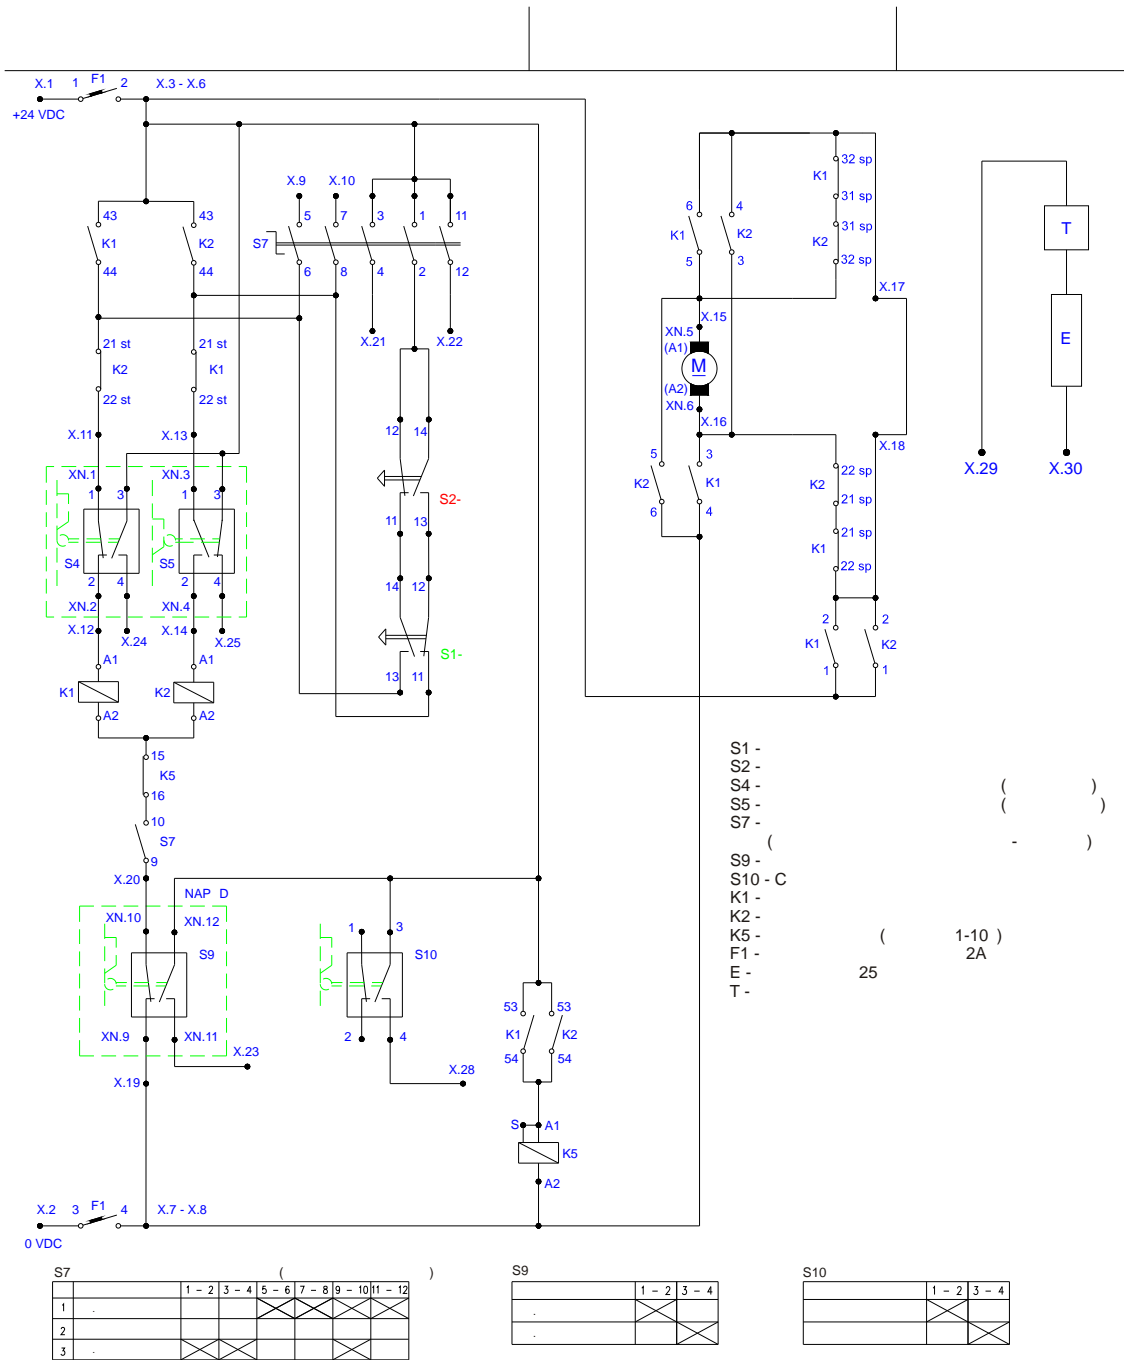 X.1 1 F1 2 X.3 - X.6
+24 VDC
X.9 X.10
43 43 5 7 3 1 11
K1 K2 S7
44 44 6 8 4 2 12
X.21 X.22
21 st 21 st
K2 K1
22 st 22 st
X.11 X.13 12 14
XN.1 XN.3
1 3 1 3 S2-
11 13
S4 S5
2 4 2 4 14 12
XN.2 XN.4
X.12 X.24 X.14 X.25
S1-
A1 A1 13 11
K1 K2
A2 A2
15
K5
16
10
S7
9
X.20
NAP D
XN.10 XN.12 1 3
S9 S10
XN.9 XN.11 2 4
X.23
X.19 X.28
53 53
K1 K2
54 54
S A1
K5
A2
X.2 3 F1 4 X.7 - X.8
0 VDC
32 sp
K1
31 sp
6 4 31 sp
K1 K2 K2
5 3 32 sp
X.17
X.15
XN.5
(A1)
M
(A2)
XN.6
X.16
X.18
5 3 22 sp
K2 K1 K2
6 4 21 sp
21 sp
K1
22 sp
2 2
K1 K2
1 1
T
E
X.29 X.30
S1 -
S2 -
S4 - ( )
S5 - ( )
S7 -
( - )
S9 -
S10 - C
K1 -
K2 -
K5 - ( 1-10 )
F1 - 2A
E - 25
T -
S7 ( )
1 - 2 3 - 4 5 - 6 7 - 8 9 - 10 11 - 12
1 .
2
3 .
S9
1 - 2 3 - 4
.
.
S10
1 - 2 3 - 4